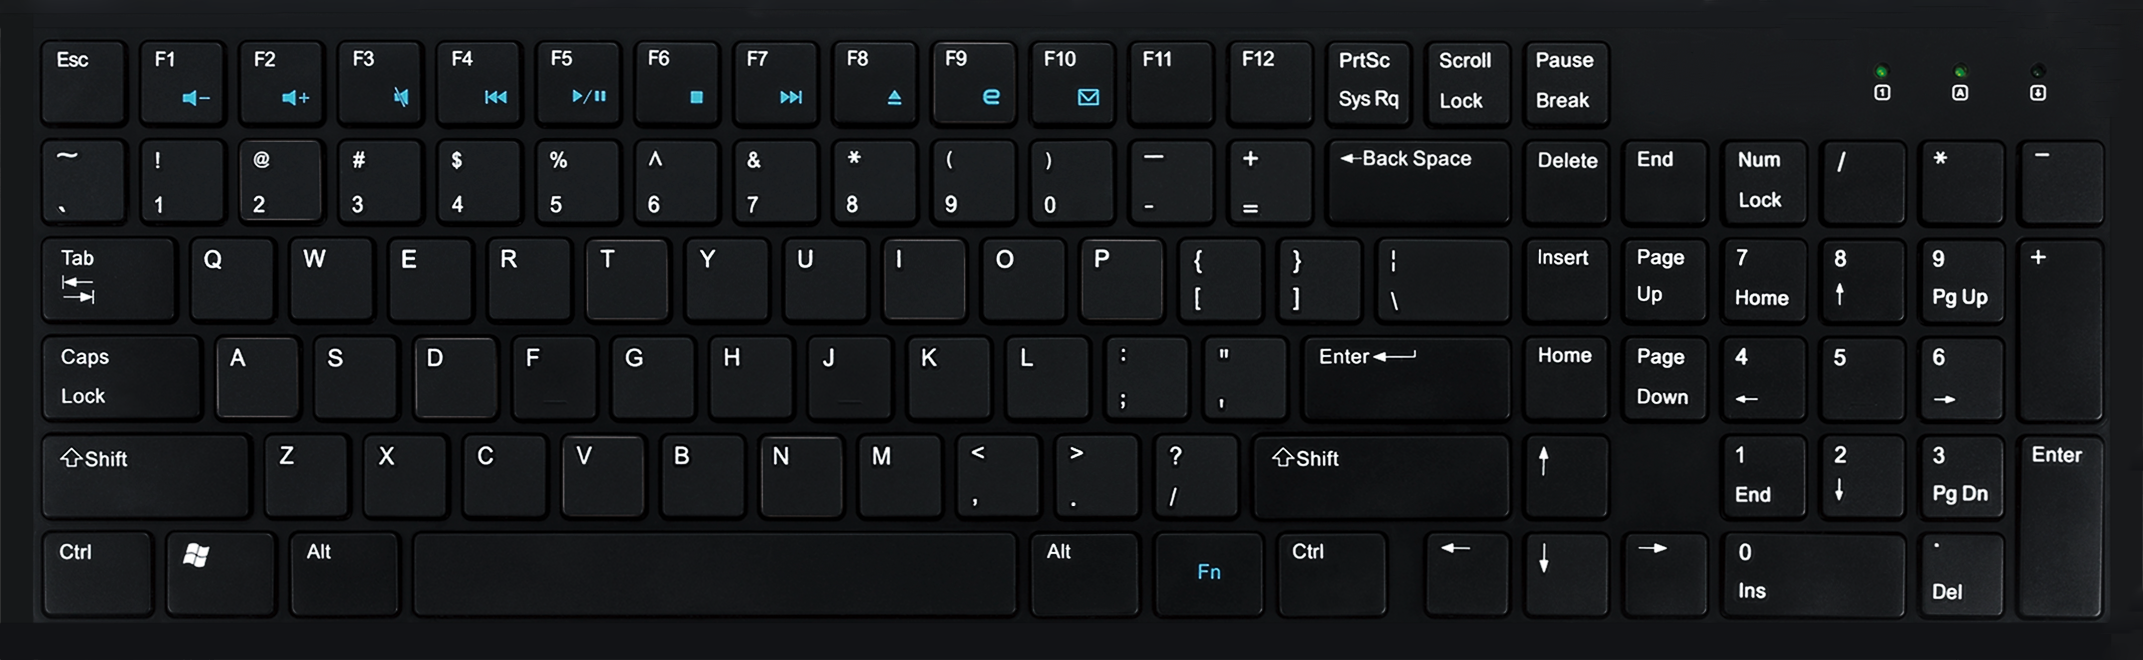 Esc F1 F2 F3 F4 F5 F6 F7 F8 F9 F10 F11 F12 PrtSc Sys Rq Scroll Lock Pause Break
1 A
~ ` ! 1 @ 2 # 3 $ 4 % 5 ^ 6 & 7 * 8 ( 9 ) 0 — - + = ←Back Space Delete End Num Lock / * -
Tab Q W E R T Y U I O P { [ } ] ¦ \ Insert Page Up 7 Home 8 ↑ 9 Pg Up +
Caps Lock A S D F G H J K L : ; " ' Enter Home Page Down 4 ← 5 6 →
⇧Shift Z X C V B N M < , > . ? / ⇧Shift ↑ 1 End 2 ↓ 3 Pg Dn Enter
Ctrl Alt Alt Fn Ctrl ← ↓ → 0 Ins . Del